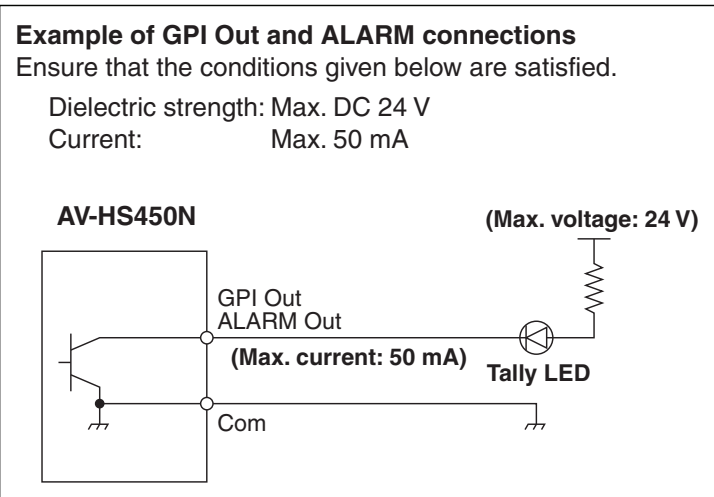 Example of GPI Out and ALARM connections
Ensure that the conditions given below are satisfied.
Dielectric strength: Max. DC 24 V
Current: Max. 50 mA
AV-HS450N
(Max. voltage: 24 V)
GPI Out
ALARM Out
(Max. current: 50 mA)
Tally LED
Com